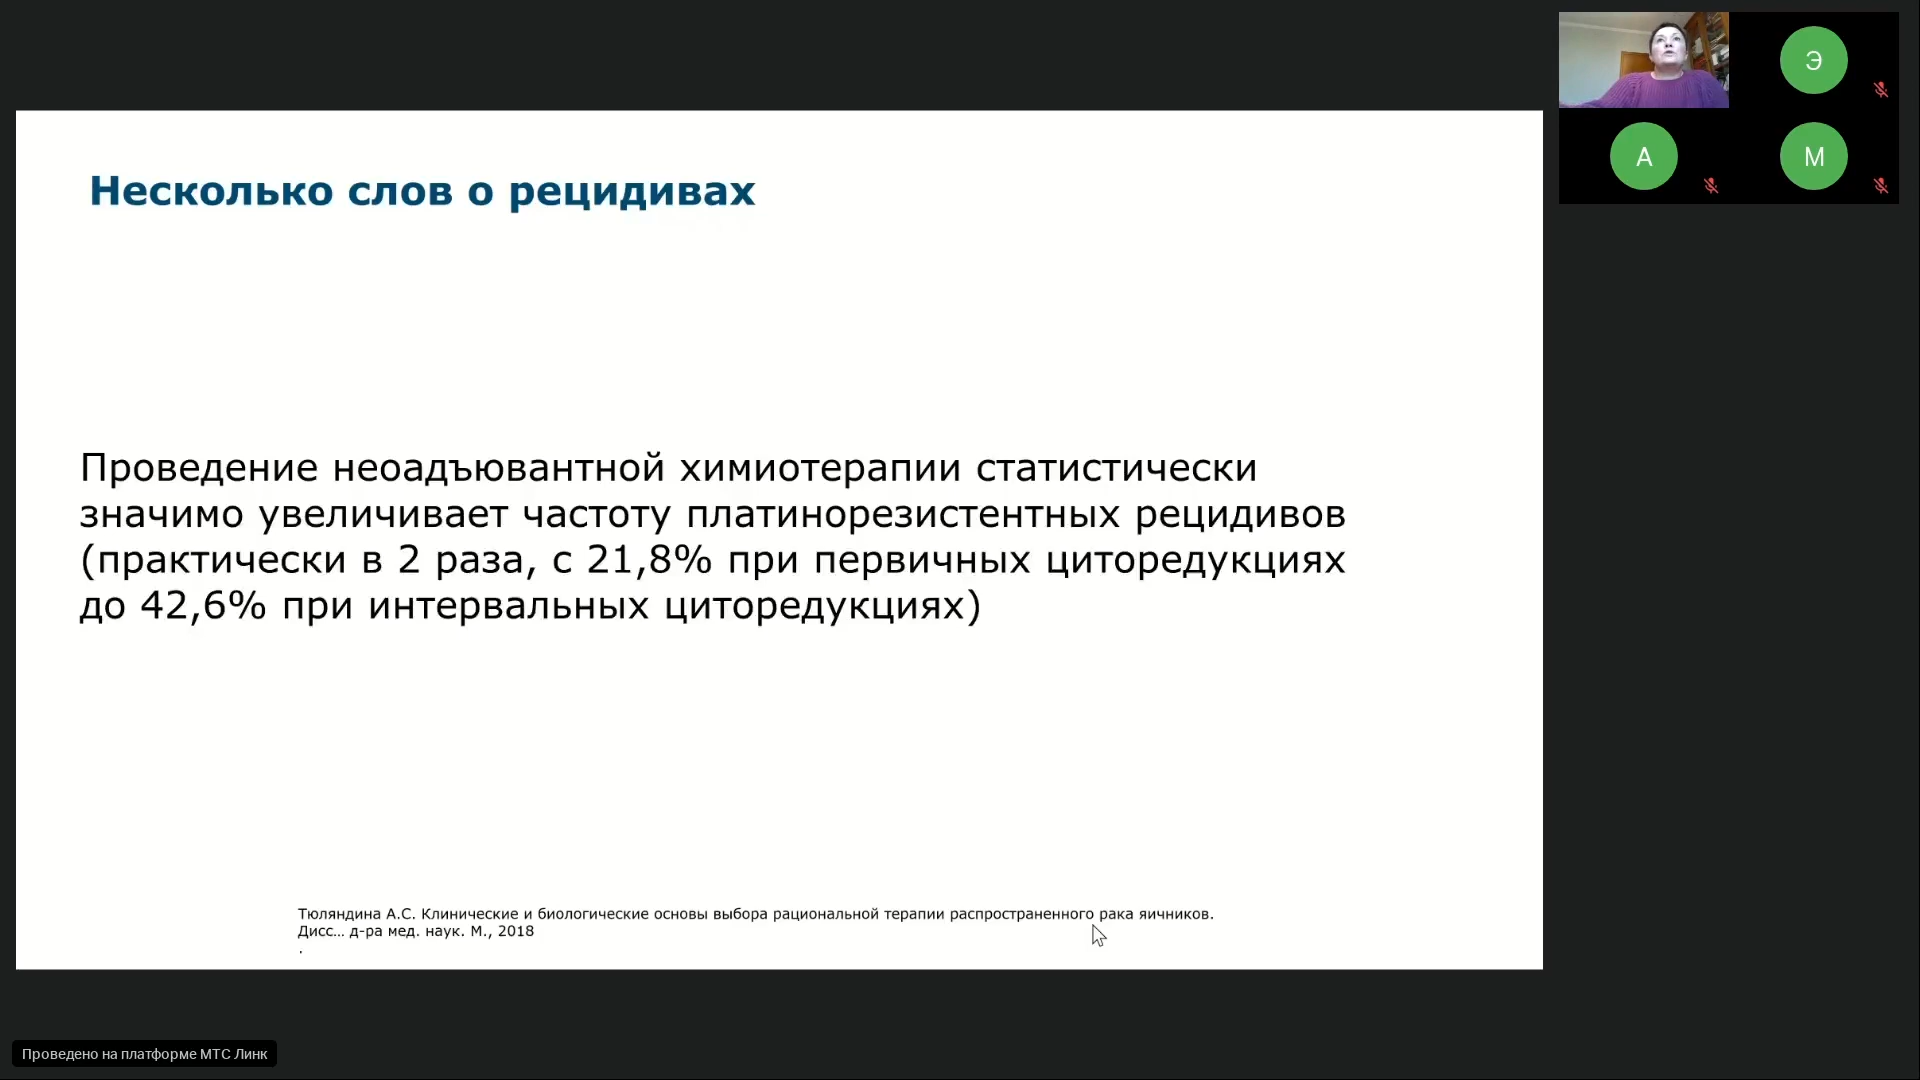 Э
А
М
Несколько слов о рецидивах
Проведение неоадъювантной химиотерапии статистически
значимо увеличивает частоту платинорезистентных рецидивов
(практически в 2 раза, с 21,8% при первичных циторедукциях
до 42,6% при интервальных циторедукциях)
Тюляндина А.С. Клинические и биологические основы выбора рациональной терапии распространенного рака яичников.
Дисс... д-ра мед. наук. М., 2018
.
Проведено на платформе МТС Линк